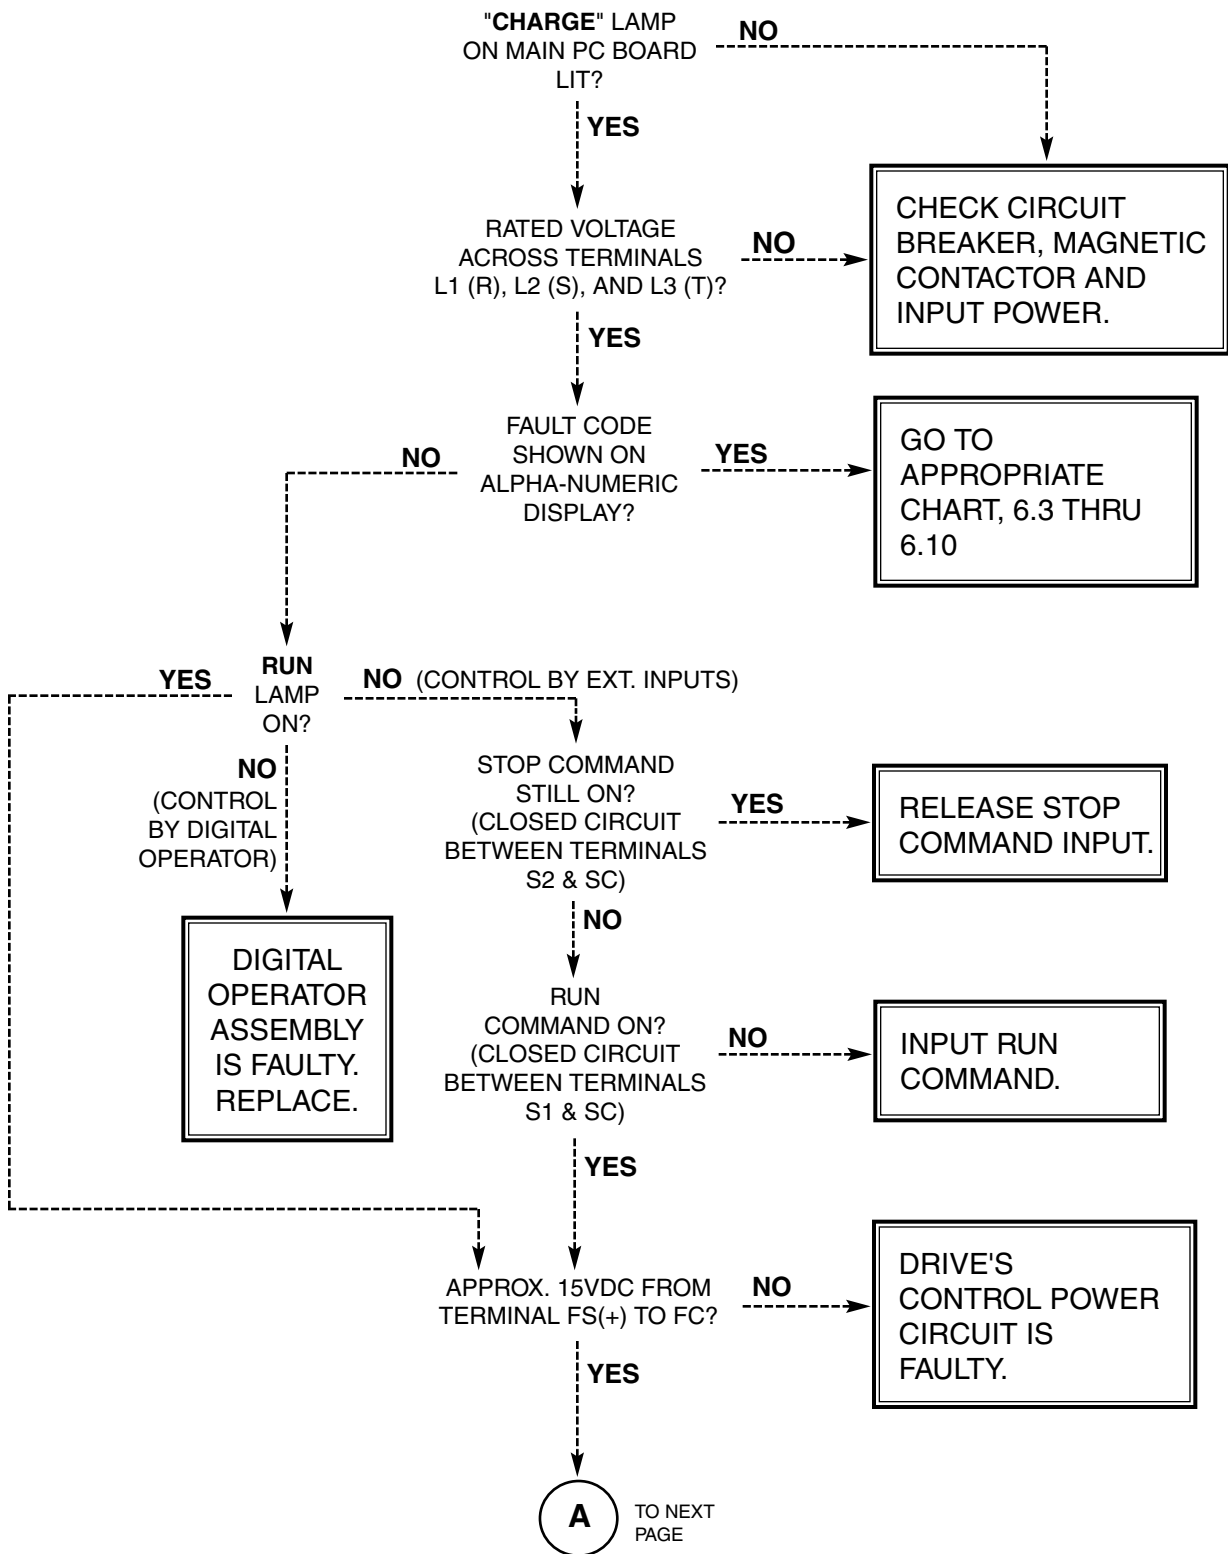 "CHARGE" LAMP
ON MAIN PC BOARD
LIT?
NO
YES
RATED VOLTAGE
ACROSS TERMINALS
L1 (R), L2 (S), AND L3 (T)?
NO
CHECK CIRCUIT
BREAKER, MAGNETIC
CONTACTOR AND
INPUT POWER.
YES
FAULT CODE
SHOWN ON
ALPHA-NUMERIC
DISPLAY?
NO
YES
GO TO
APPROPRIATE
CHART, 6.3 THRU
6.10
YES
RUN
LAMP
ON?
NO (CONTROL BY EXT. INPUTS)
NO
(CONTROL
BY DIGITAL
OPERATOR)
STOP COMMAND
STILL ON?
(CLOSED CIRCUIT
BETWEEN TERMINALS
S2 & SC)
YES
RELEASE STOP
COMMAND INPUT.
NO
DIGITAL
OPERATOR
ASSEMBLY
IS FAULTY.
REPLACE.
RUN
COMMAND ON?
(CLOSED CIRCUIT
BETWEEN TERMINALS
S1 & SC)
NO
INPUT RUN
COMMAND.
YES
APPROX. 15VDC FROM
TERMINAL FS(+) TO FC?
NO
DRIVE'S
CONTROL POWER
CIRCUIT IS
FAULTY.
YES
A
TO NEXT
PAGE